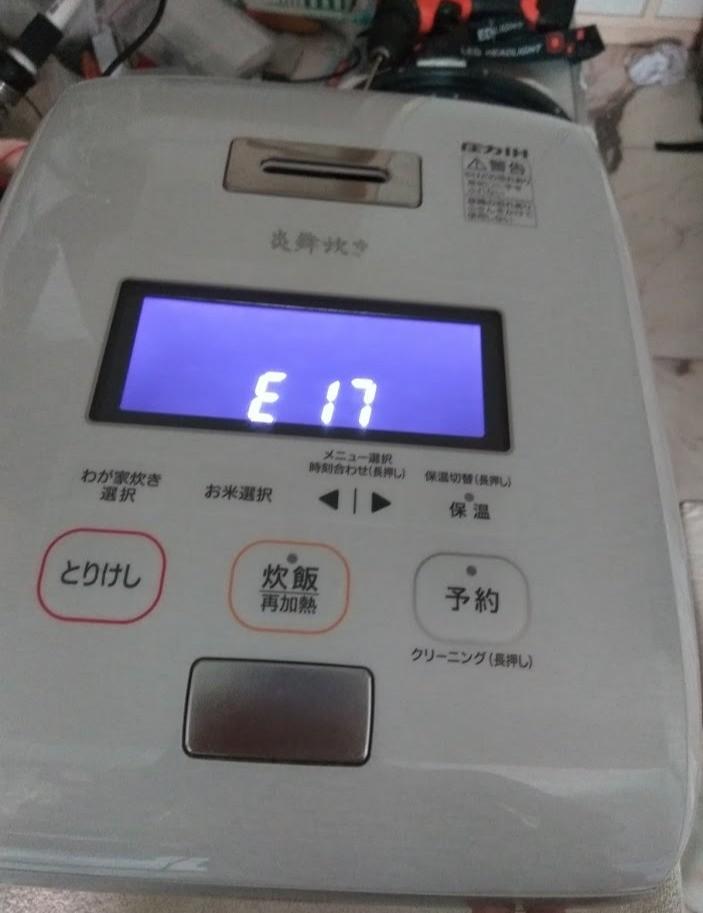 LED HEADLIGHT
圧力IH
⚠警告
炎舞炊き
E 17
わが家炊き
選択
お米選択
メニュー選択
時刻合わせ(長押し)
◀|▶
保温切替(長押し)
保温
とりけし
炊飯
再加熱
予約
クリーニング(長押し)